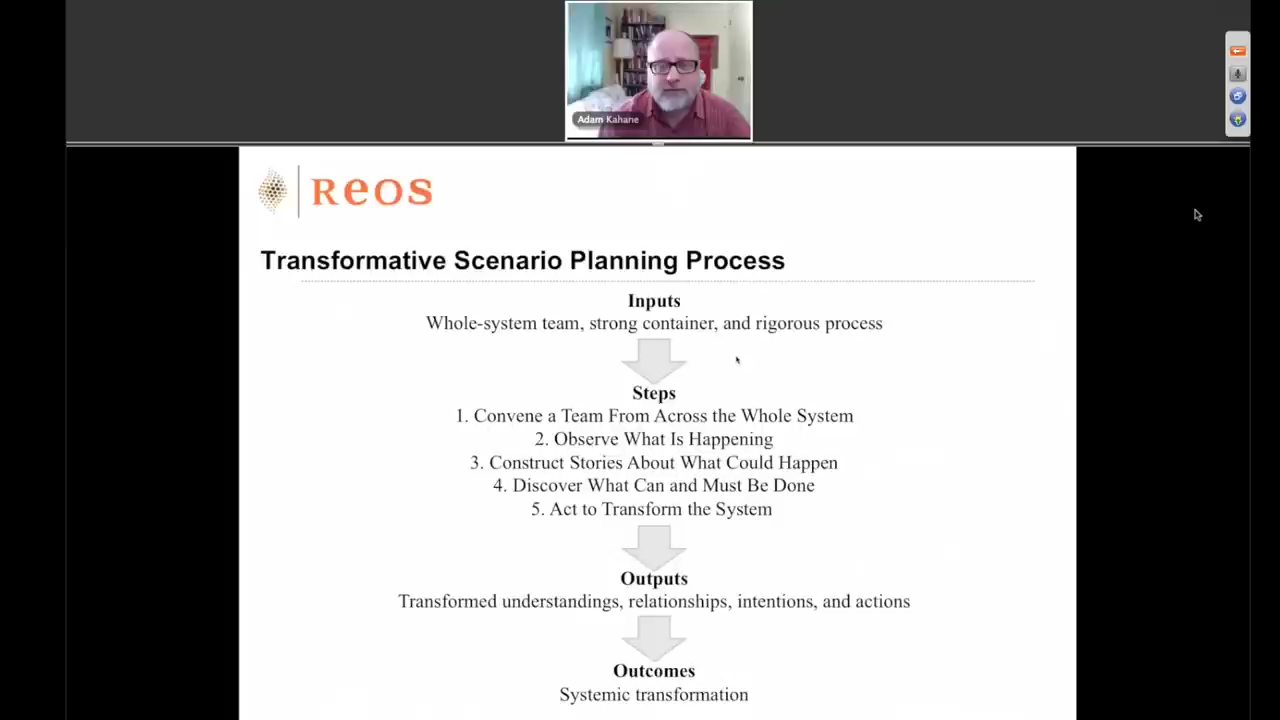 Adam Kahane
Reos
Transformative Scenario Planning Process
Inputs
Whole-system team, strong container, and rigorous process
Steps
1. Convene a Team From Across the Whole System
2. Observe What Is Happening
3. Construct Stories About What Could Happen
4. Discover What Can and Must Be Done
5. Act to Transform the System
Outputs
Transformed understandings, relationships, intentions, and actions
Outcomes
Systemic transformation